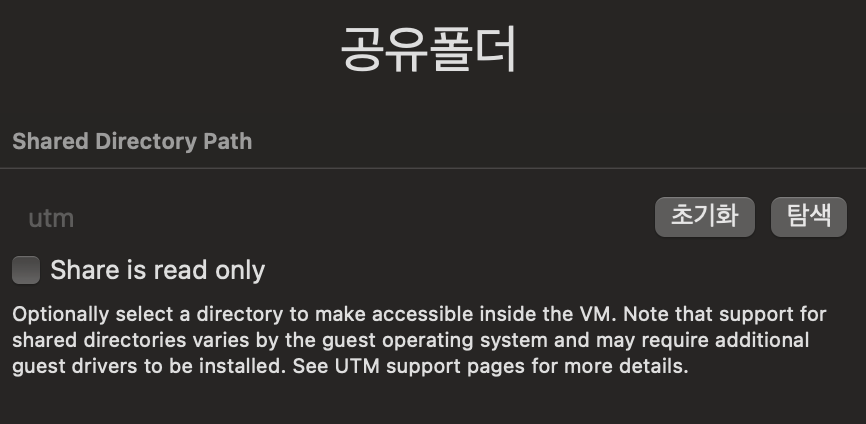 공유폴더
Shared Directory Path
utm
초기화
탐색
Share is read only
Optionally select a directory to make accessible inside the VM. Note that support for
shared directories varies by the guest operating system and may require additional
guest drivers to be installed. See UTM support pages for more details.